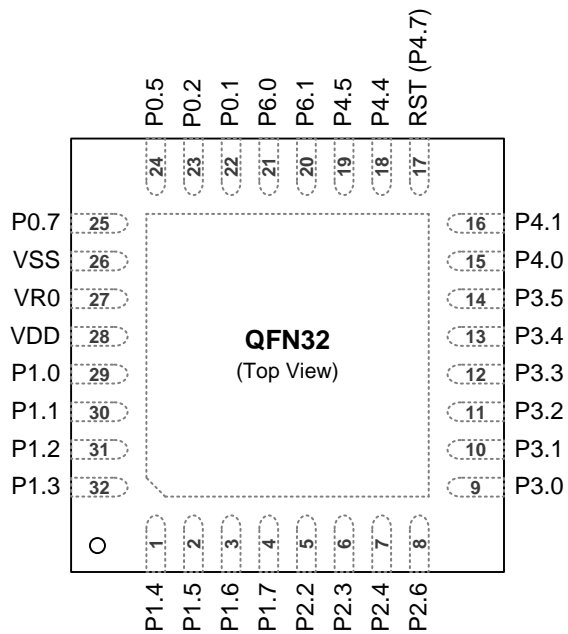 P0.5
P0.2
P0.1
P6.0
P6.1
P4.5
P4.4
RST (P4.7)
24
23
22
21
20
19
18
17
P0.7 25
VSS 26
VR0 27
VDD 28
P1.0 29
P1.1 30
P1.2 31
P1.3 32
QFN32
(Top View)
16 P4.1
15 P4.0
14 P3.5
13 P3.4
12 P3.3
11 P3.2
10 P3.1
9 P3.0
1
2
3
4
5
6
7
8
P1.4
P1.5
P1.6
P1.7
P2.2
P2.3
P2.4
P2.6